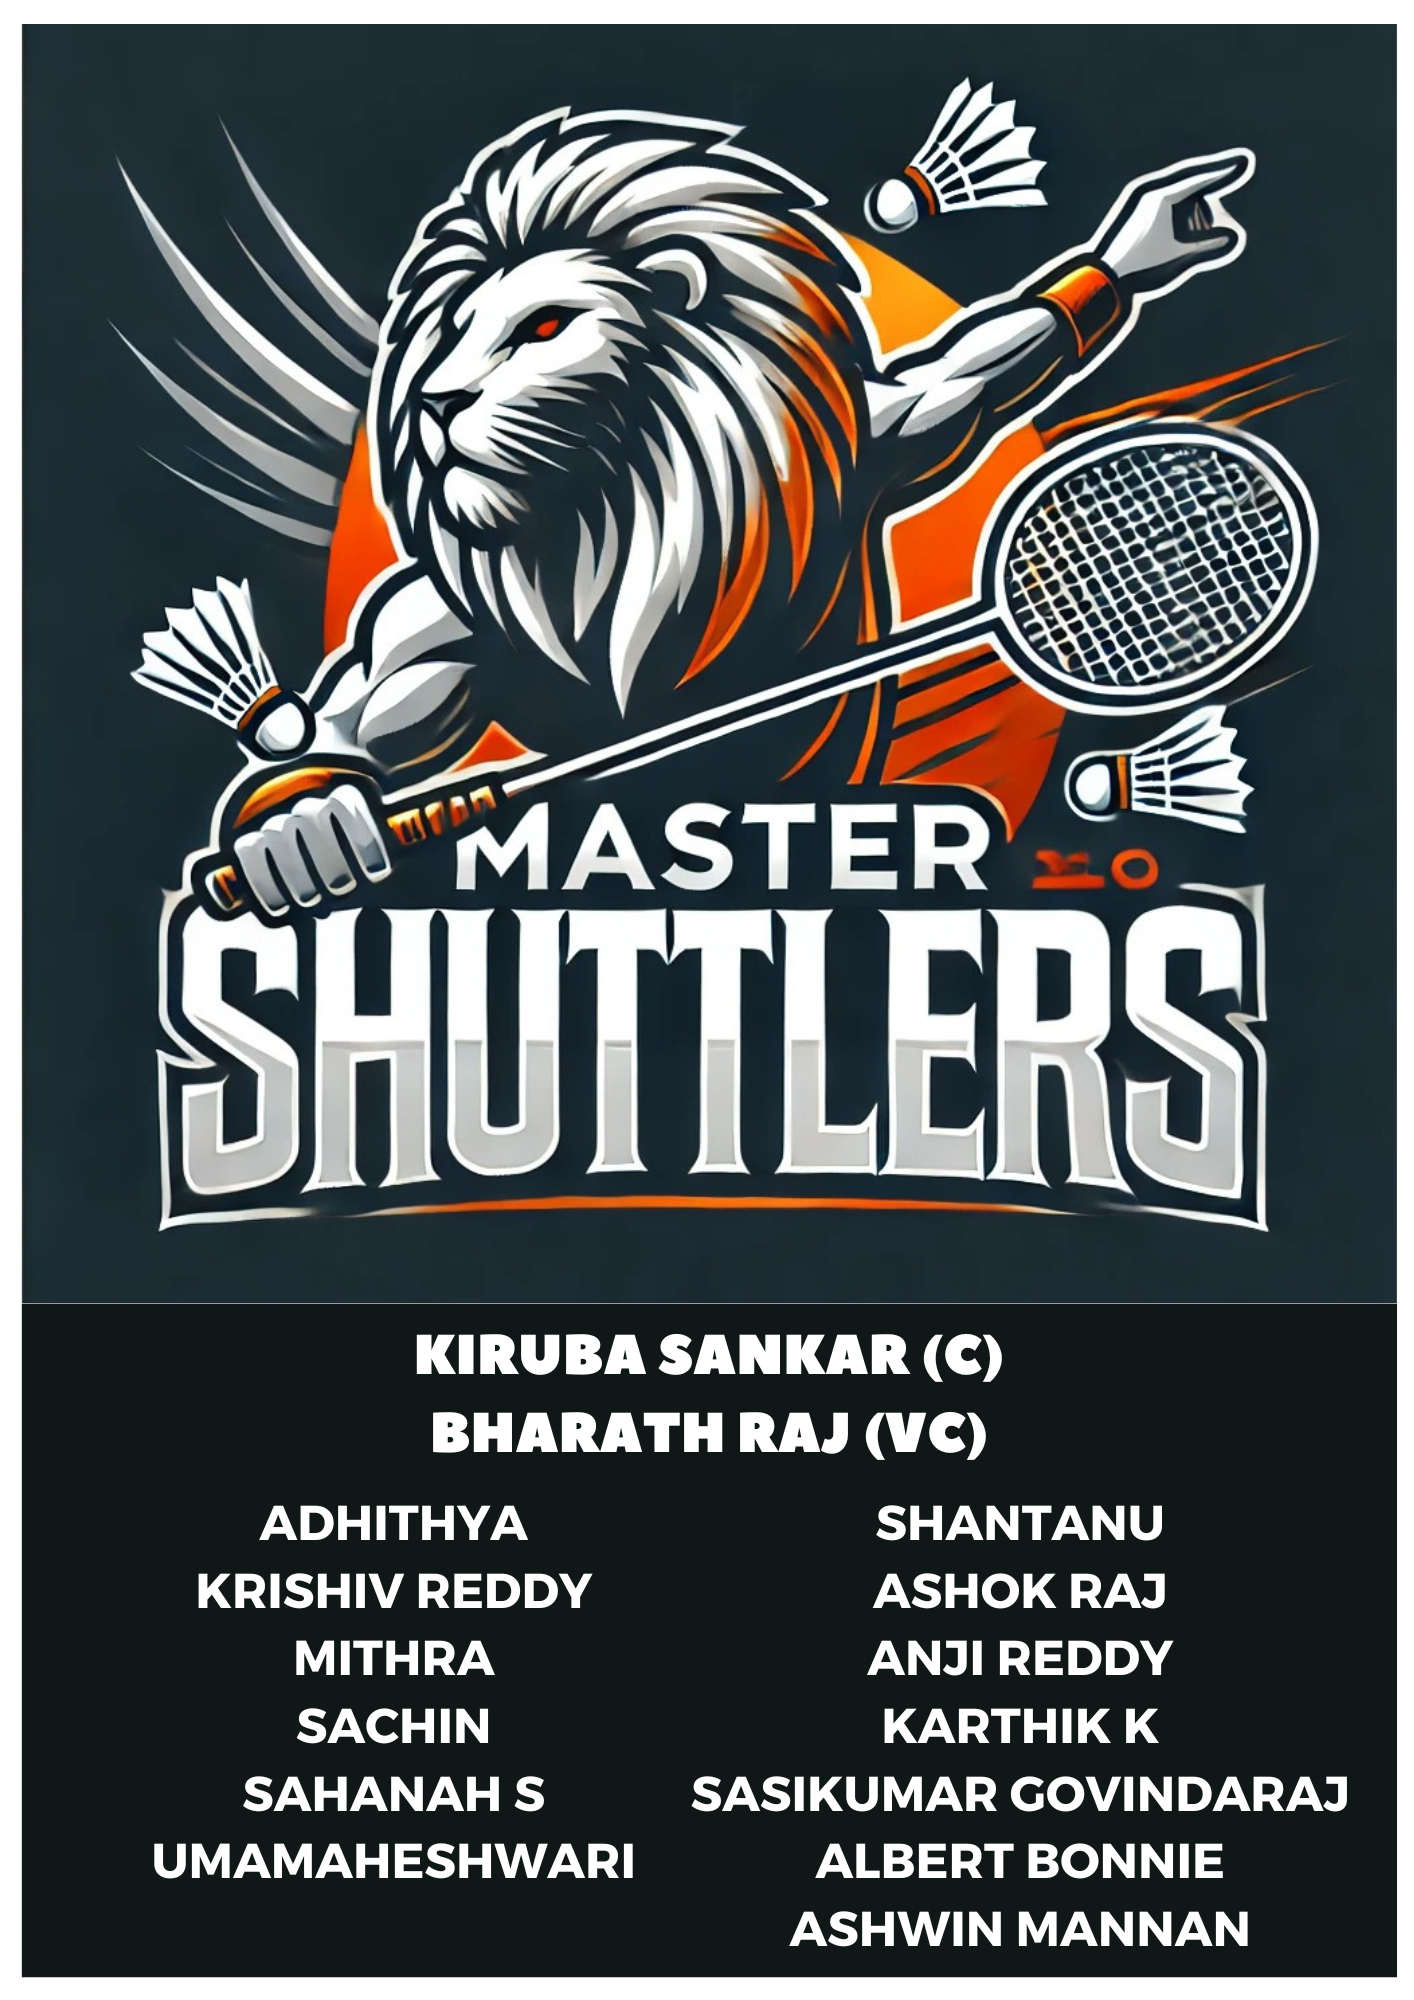 MASTER
SHUTTLERS
KIRUBA SANKAR (C)
BHARATH RAJ (VC)
ADHITHYA
KRISHIV REDDY
MITHRA
SACHIN
SAHANAH S
UMAMAHESHWARI
SHANTANU
ASHOK RAJ
ANJI REDDY
KARTHIK K
SASIKUMAR GOVINDARAJ
ALBERT BONNIE
ASHWIN MANNAN